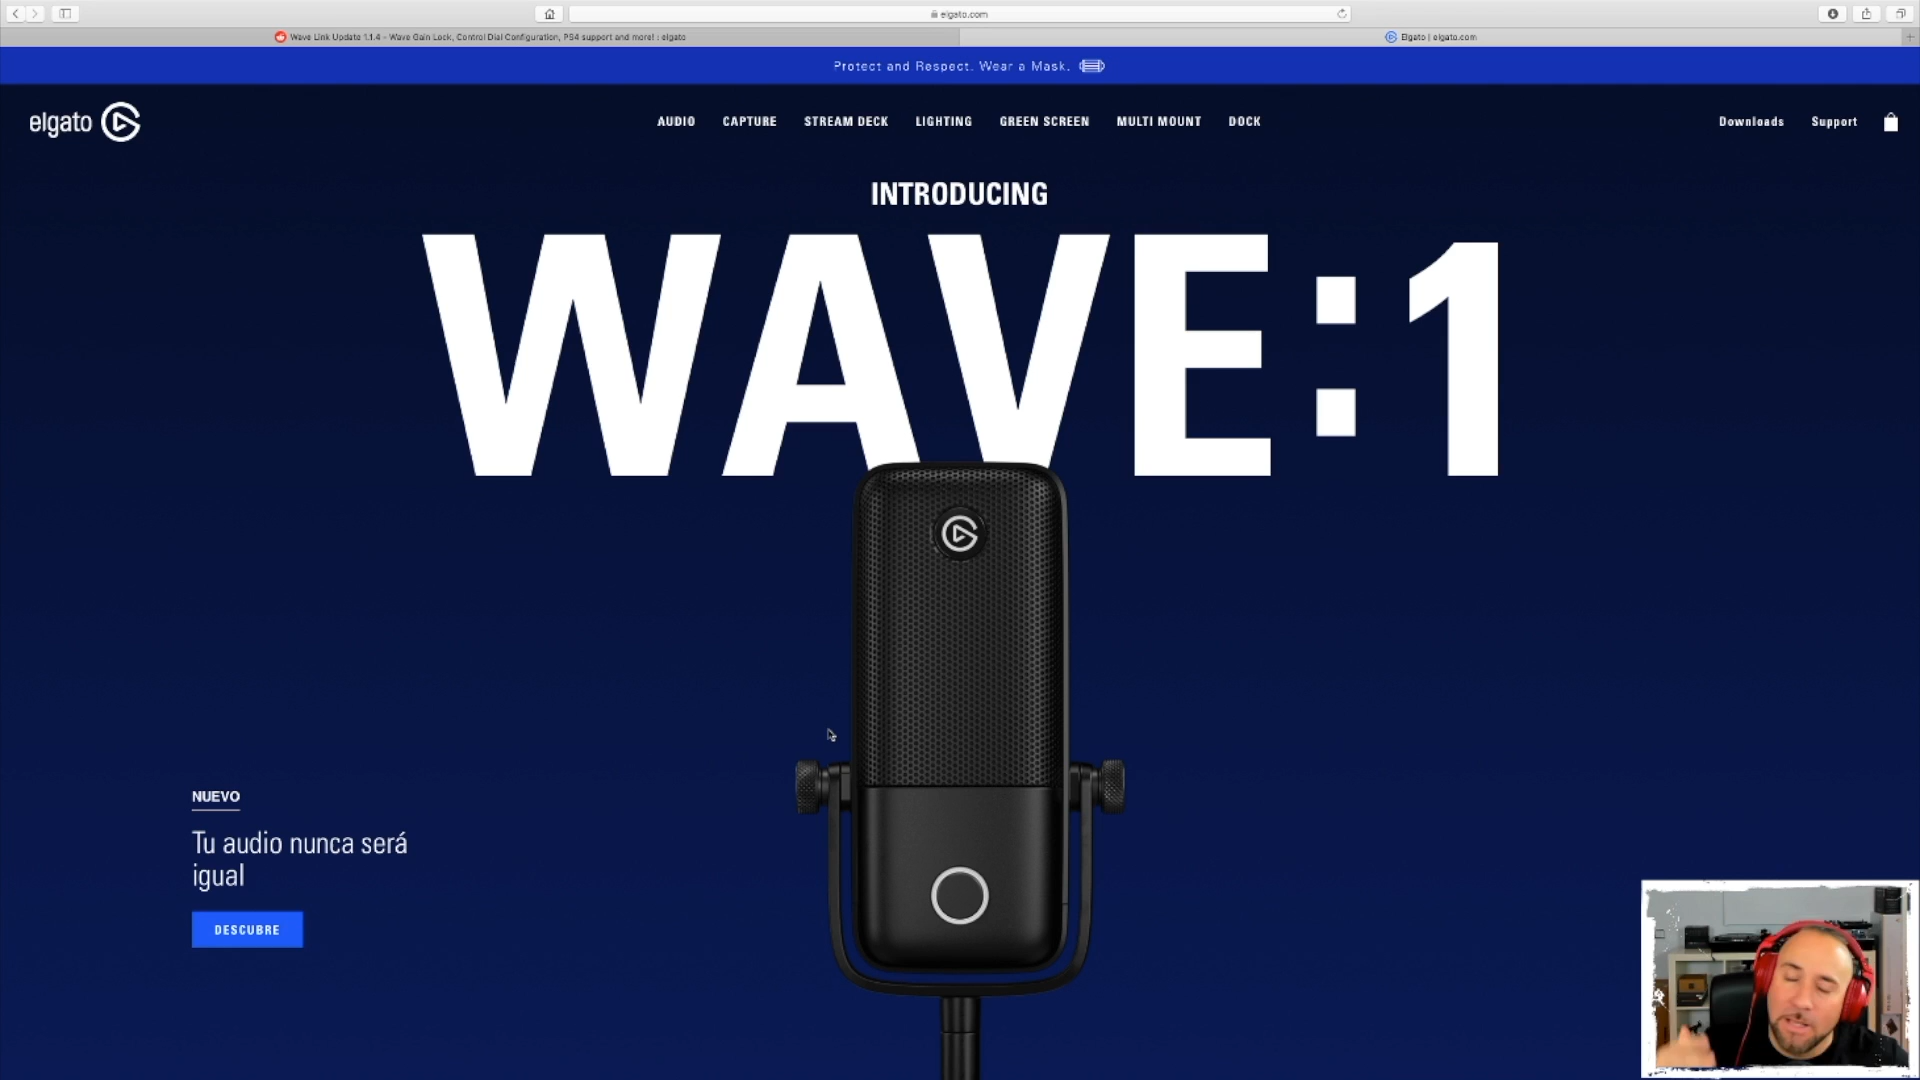 elgato.com
Wave Link Update 1.1.4 - Wave Gain Lock, Control Dial Configuration, PS4 support and more! : elgato
Elgato | elgato.com
Protect and Respect. Wear a Mask.
elgato
AUDIO CAPTURE STREAM DECK LIGHTING GREEN SCREEN MULTI MOUNT DOCK
Downloads Support
INTRODUCING
WAVE:1
NUEVO
Tu audio nunca será
igual
DESCUBRE